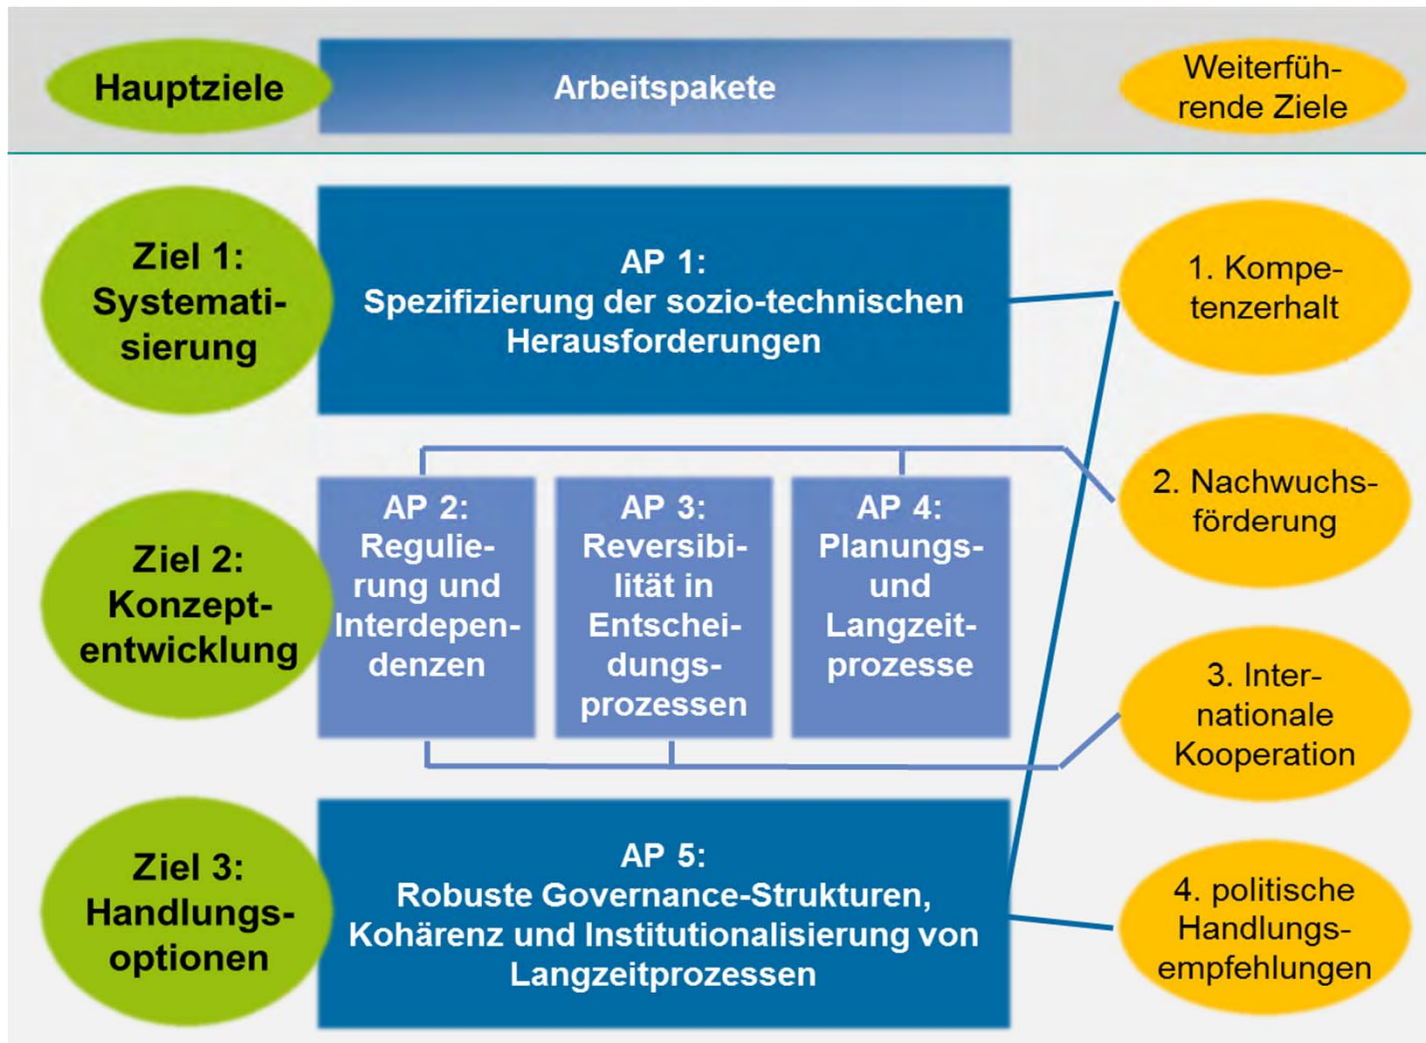 Hauptziele
Arbeitspakete
Weiterfüh-
rende Ziele
Ziel 1:
Systemati-
sierung
AP 1:
Spezifizierung der sozio-technischen
Herausforderungen
1. Kompe-
tenzerhalt
Ziel 2:
Konzept-
entwicklung
AP 2:
Regulie-
rung und
Interdepen-
denzen
AP 3:
Reversibi-
lität in
Entschei-
dungs-
prozessen
AP 4:
Planungs-
und
Langzeit-
prozesse
2. Nachwuchs-
förderung
3. Inter-
nationale
Kooperation
Ziel 3:
Handlungs-
optionen
AP 5:
Robuste Governance-Strukturen,
Kohärenz und Institutionalisierung von
Langzeitprozessen
4. politische
Handlungs-
empfehlungen